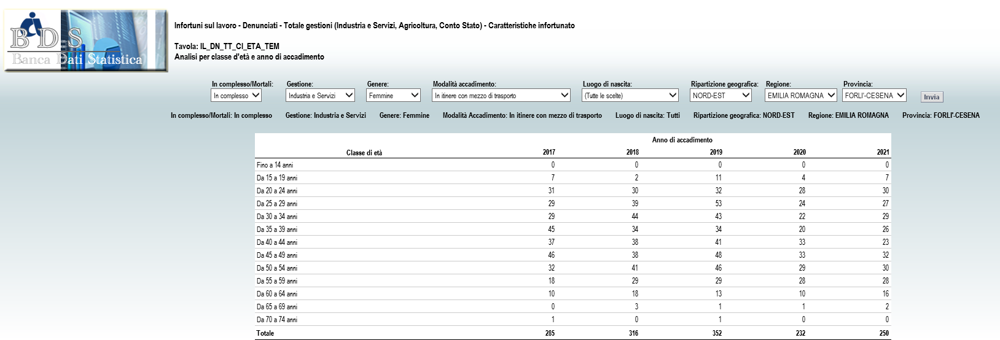 BDS
Banca Dati Statistica
Infortuni sul lavoro - Denunciati - Totale gestioni (Industria e Servizi, Agricoltura, Conto Stato) - Caratteristiche infortunato
Tavola: IL_DN_TT_CI_ETA_TEM
Analisi per classe d'età e anno di accadimento
In complesso/Mortali: Gestione: Genere: Modalità accadimento: Luogo di nascita: Ripartizione geografica: Regione: Provincia:
In complesso Industria e Servizi Femmine In itinere con mezzo di trasporto (Tutte le scelte) NORD-EST EMILIA ROMAGNA FORLI'-CESENA Invia
In complesso/Mortali: In complesso Gestione: Industria e Servizi Genere: Femmine Modalità Accadimento: In itinere con mezzo di trasporto Luogo di nascita: Tutti Ripartizione geografica: NORD-EST Regione: EMILIA ROMAGNA Provincia: FORLI'-CESENA
Anno di accadimento
Classe di età 2017 2018 2019 2020 2021
Fino a 14 anni 0 0 0 0 0
Da 15 a 19 anni 7 2 11 4 7
Da 20 a 24 anni 31 30 32 28 30
Da 25 a 29 anni 29 39 53 24 27
Da 30 a 34 anni 29 44 43 22 29
Da 35 a 39 anni 45 34 34 20 26
Da 40 a 44 anni 37 38 41 33 23
Da 45 a 49 anni 46 38 48 33 32
Da 50 a 54 anni 32 41 46 29 30
Da 55 a 59 anni 18 29 29 28 28
Da 60 a 64 anni 10 18 13 10 16
Da 65 a 69 anni 0 3 1 1 2
Da 70 a 74 anni 1 0 1 0 0
Totale 285 316 352 232 250